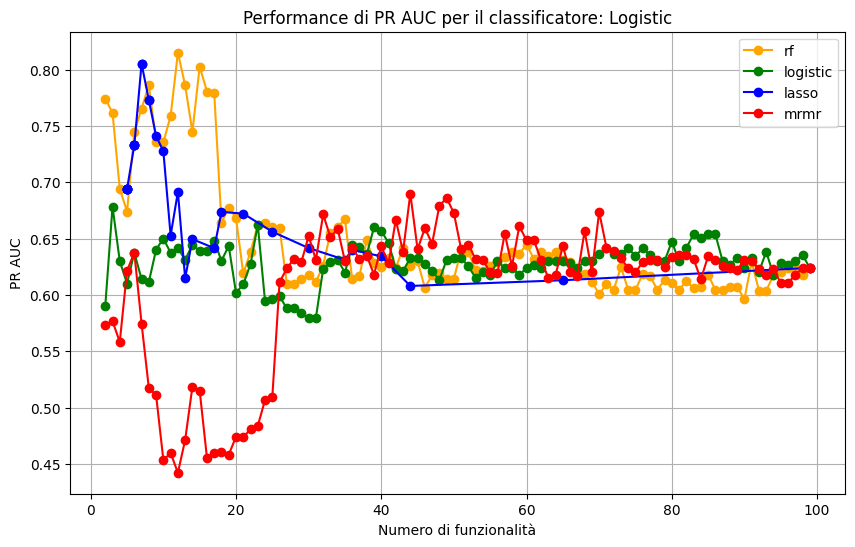 Performance di PR AUC per il classificatore: Logistic
rf
logistic
lasso
mrmr
PR AUC
0.80
0.75
0.70
0.65
0.60
0.55
0.50
0.45
0
20
40
60
80
100
Numero di funzionalità